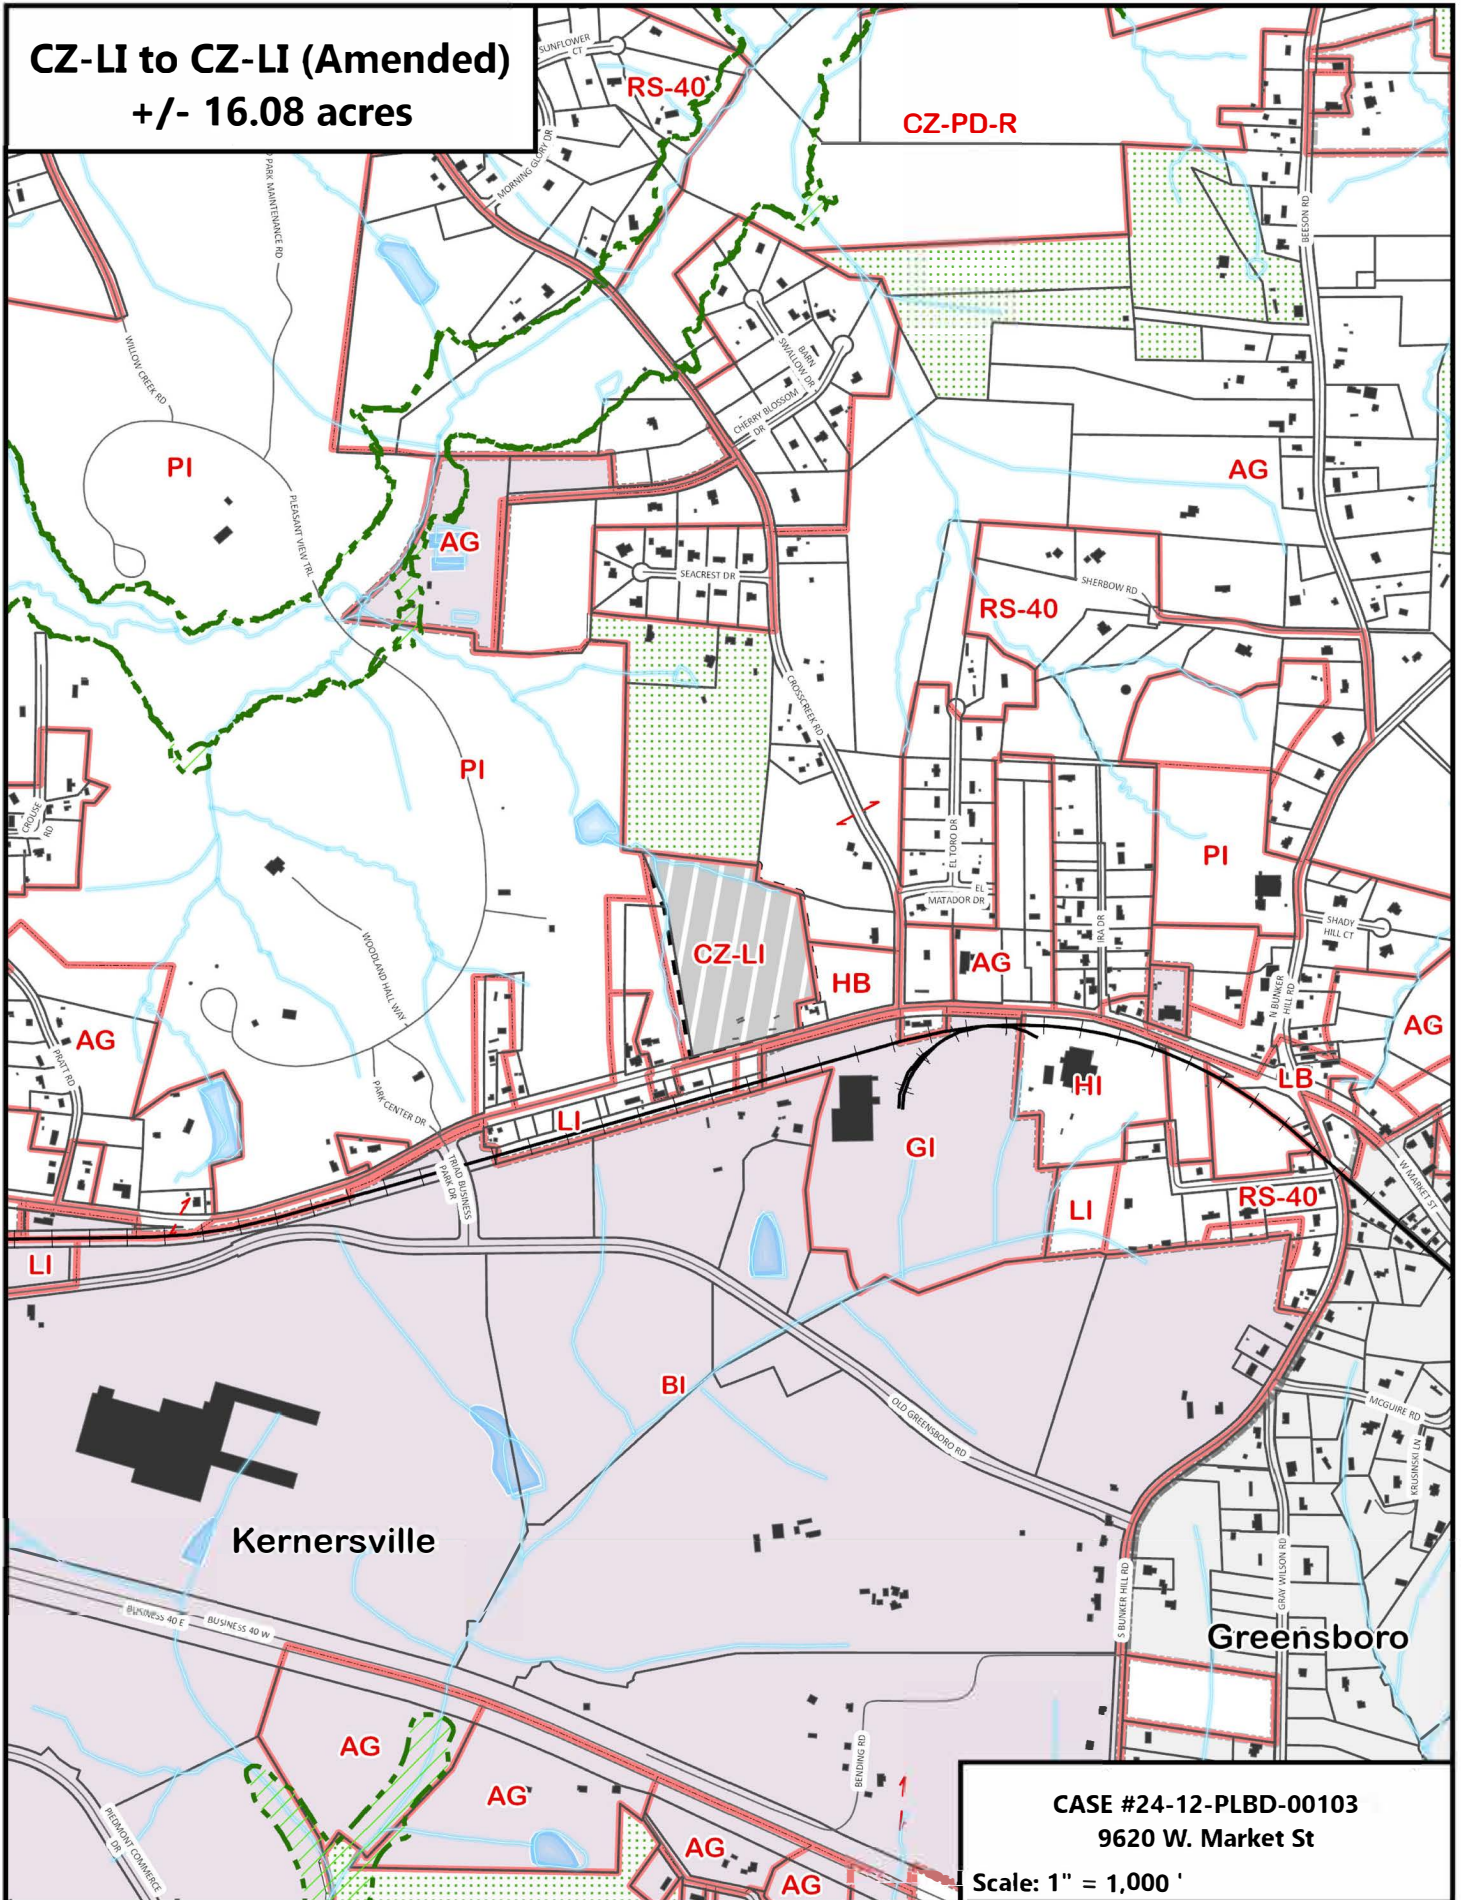 CZ-LI to CZ-LI (Amended)
+/- 16.08 acres
SUNFLOWER
CT
RS-40
CZ-PD-R
MORNING GLORY DR
PARK MAINTENANCE RD
BEESON RD
WILLOW CREEK RD
BARN
SWALLOW DR
CHERRY BLOSSOM
DR
PI
AG
PLEASANT VIEW TRL
AG
SEACREST DR
SHERBOW RD
RS-40
CROSSCREEK RD
PI
CROUSE
RD
EL TORO DR
PI
EL
MATADOR DR
IRA DR
SHADY
HILL CT
WOODLAND HALL WAY
CZ-LI
HB
AG
N BUNKER
HILL RD
AG
AG
PRATT RD
PARK CENTER DR
LI
HI
LB
GI
TRIAD BUSINESS
PARK DR
W MARKET ST
LI
RS-40
LI
BI
OLD GREENSBORO RD
MCGUIRE RD
KRUSINSKI LN
Kernersville
GRAY WILSON RD
S BUNKER HILL RD
BUSINESS 40 E
BUSINESS 40 W
Greensboro
AG
AG
BENDING RD
PIEDMONT COMMERCE
DR
AG
AG
CASE #24-12-PLBD-00103
9620 W. Market St
Scale: 1" = 1,000 '